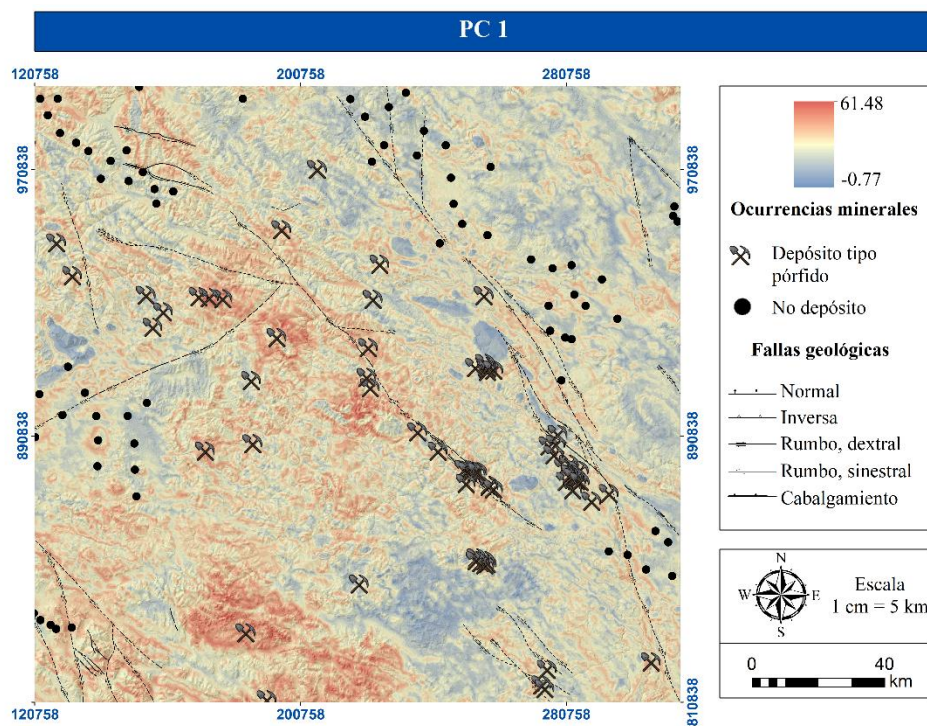 PC 1
120758
200758
280758
970838
970838
890838
890838
810838
120758
200758
280758
61.48
-0.77
Ocurrencias minerales
Depósito tipo
pórfido
No depósito
Fallas geológicas
Normal
Inversa
Rumbo, dextral
Rumbo, sinestral
Cabalgamiento
N
W
E
S
Escala
1 cm = 5 km
0
40
km